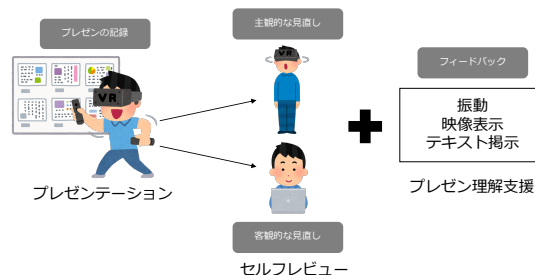 プレゼンの記録
主観的な見直し
フィードバック
VR
VR
振動
映像表示
テキスト掲示
プレゼンテーション
プレゼン理解支援
客観的な見直し
セルフレビュー